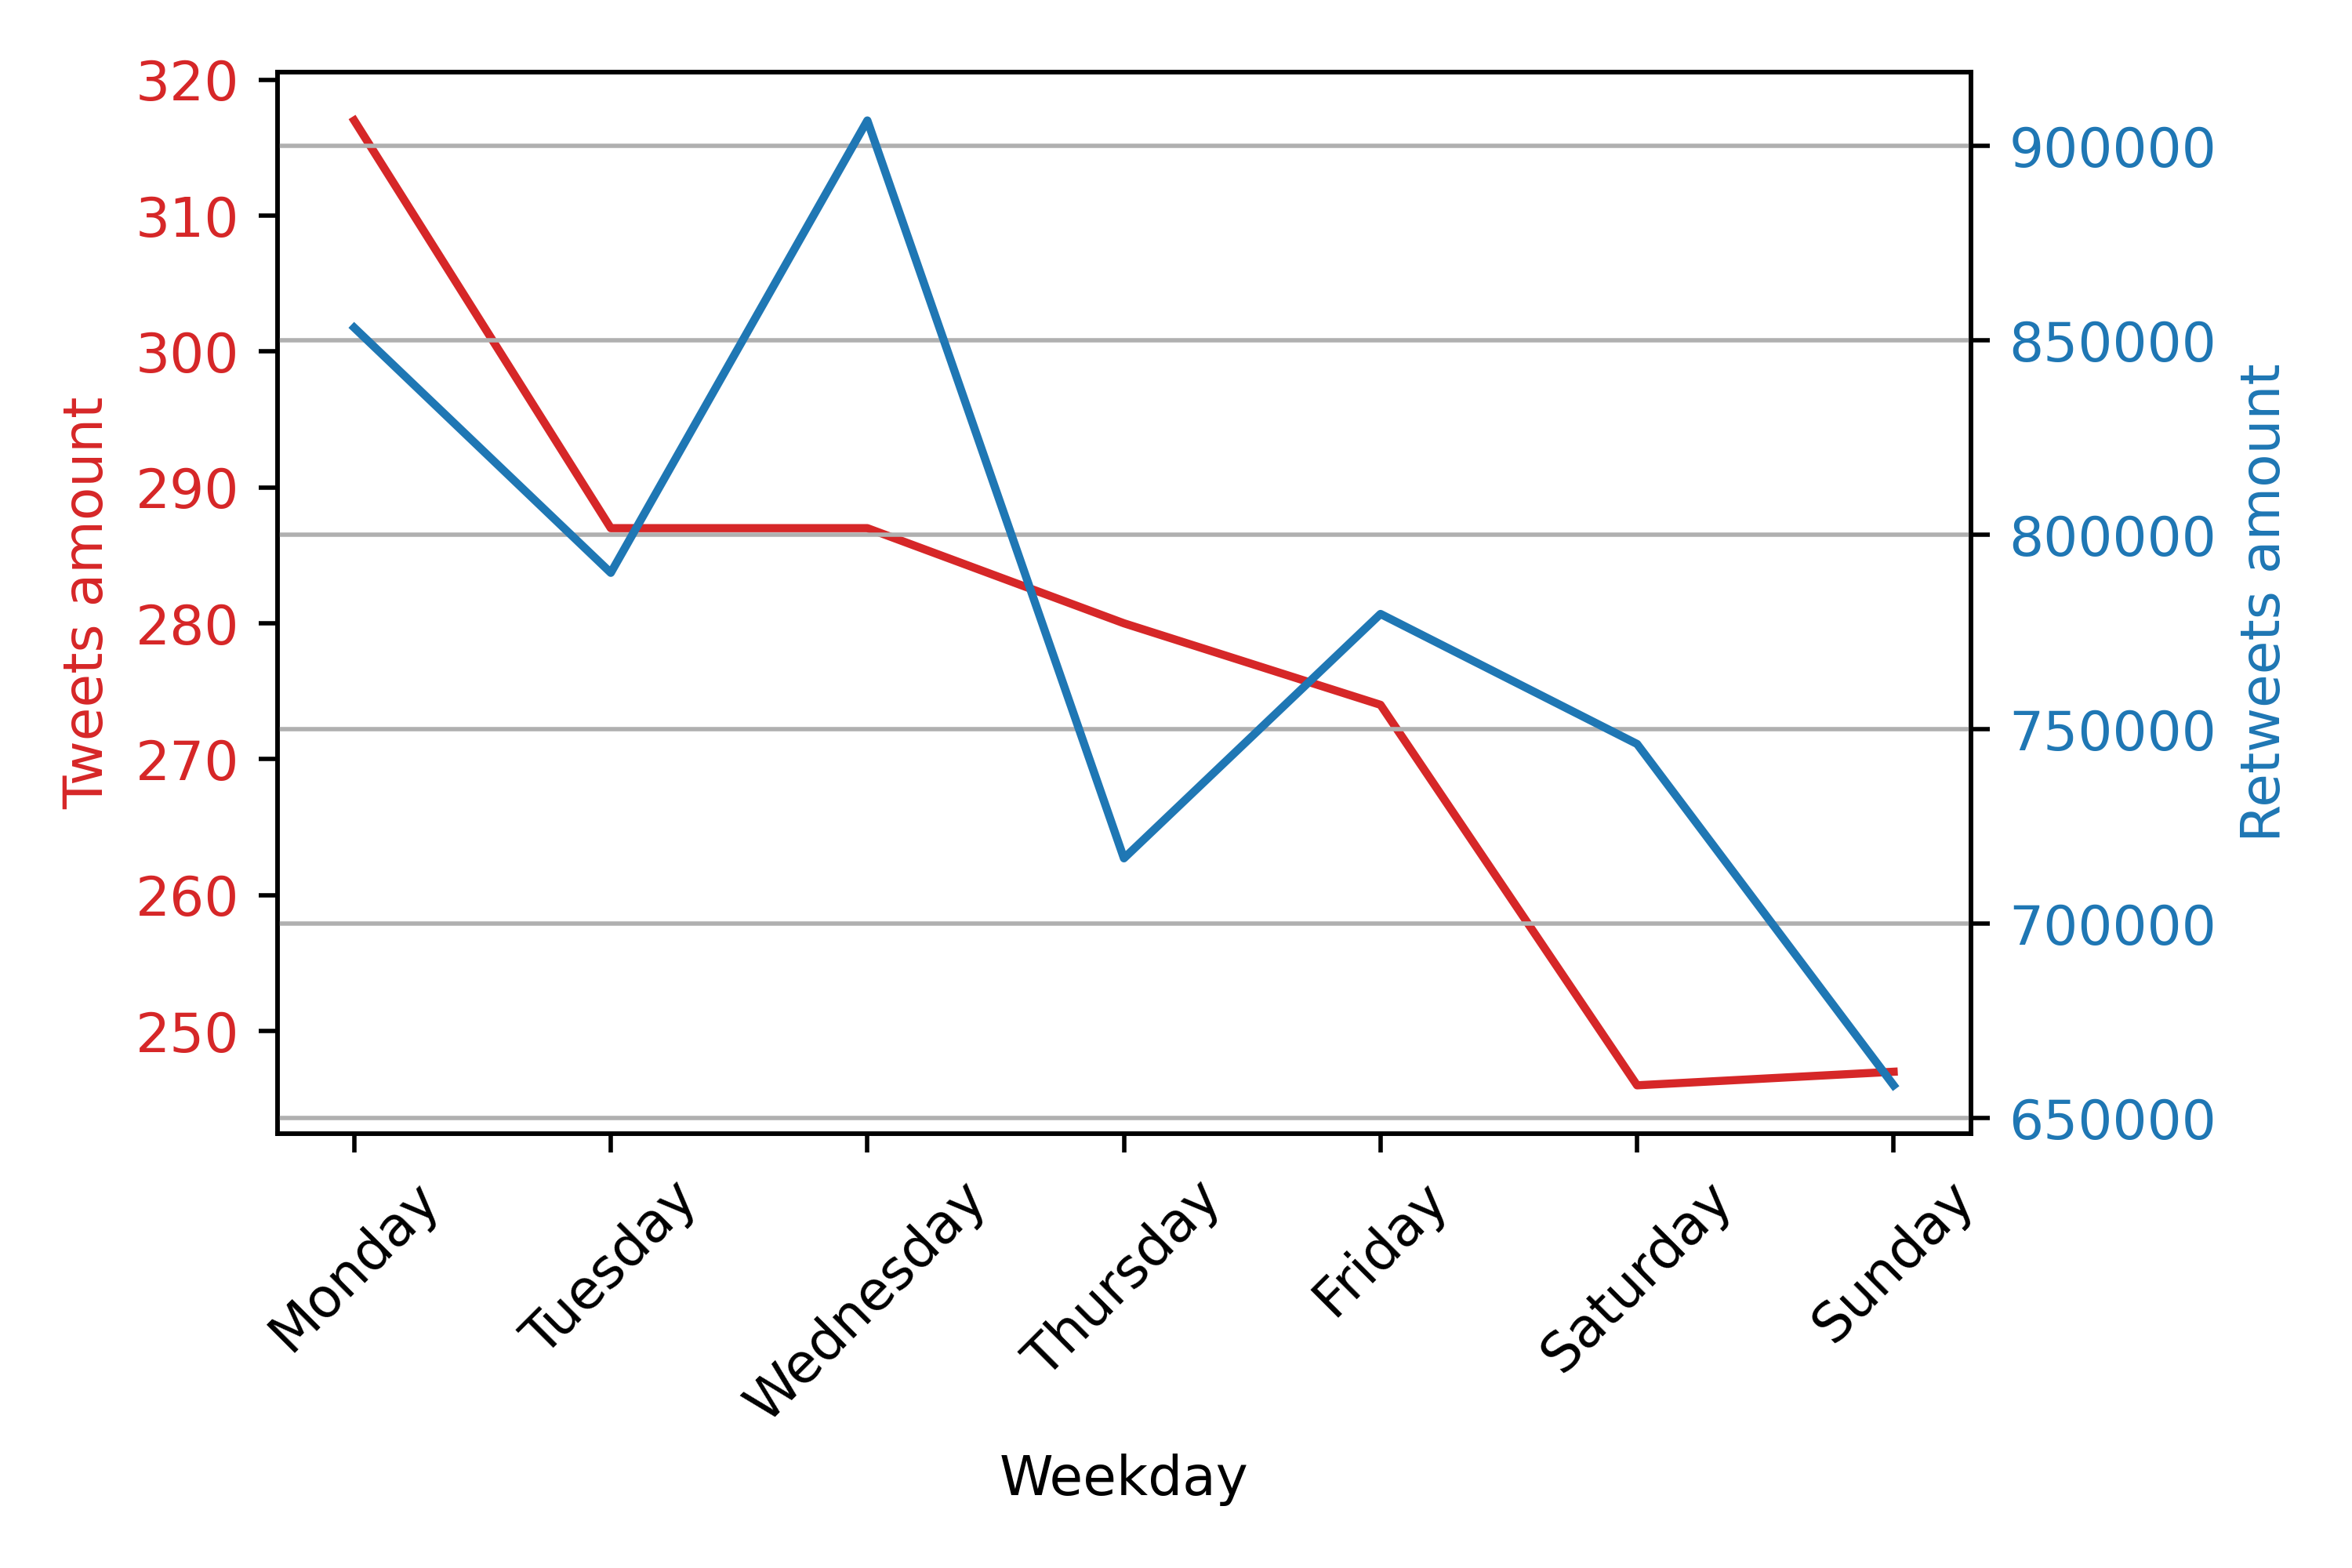 320
310
300
290
280
270
260
250
Tweets amount
900000
850000
800000
750000
700000
650000
Retweets amount
Monday
Tuesday
Wednesday
Thursday
Friday
Saturday
Sunday
Weekday